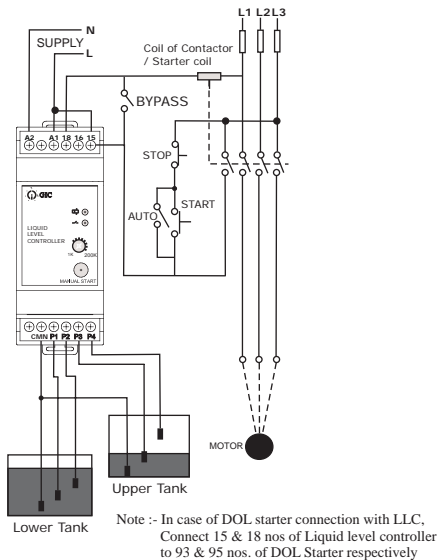 L1 L2 L3
N
SUPPLY
L
Coil of Contactor
/ Starter coil
BYPASS
A2 A1 18 16 15
STOP
GIC
START
AUTO
LIQUID
LEVEL
CONTROLLER
1K 200K
MANUAL START
CMN P1 P2 P3 P4
MOTOR
Upper Tank
Lower Tank
Note :- In case of DOL starter connection with LLC,
Connect 15 & 18 nos of Liquid level controller
to 93 & 95 nos. of DOL Starter respectively